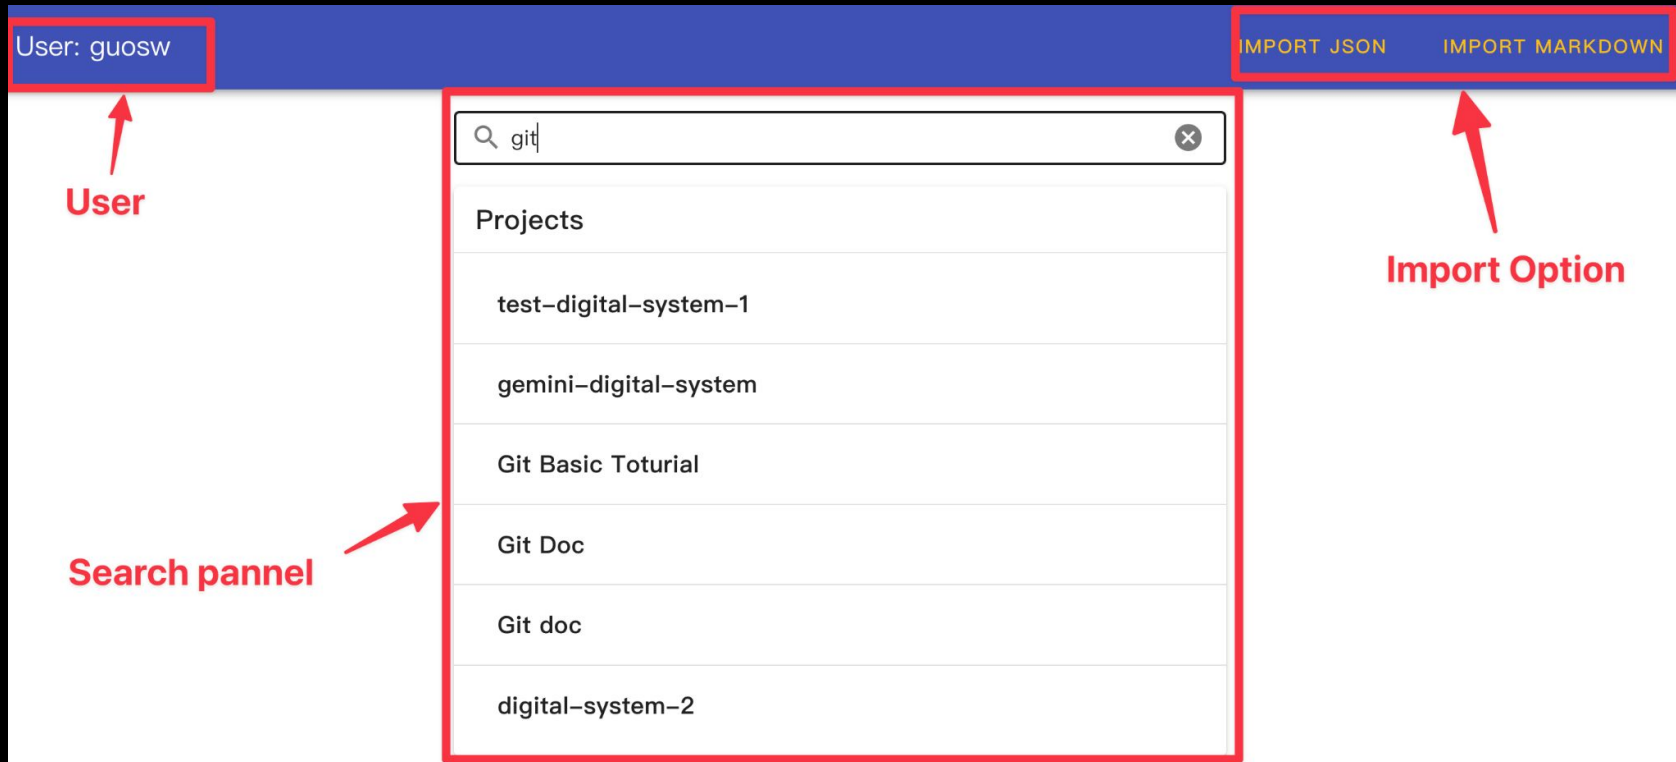 User: guosw
IMPORT JSON
IMPORT MARKDOWN
git
User
Projects
Import Option
test-digital-system-1
gemini-digital-system
Git Basic Toturial
Git Doc
Search pannel
Git doc
digital-system-2